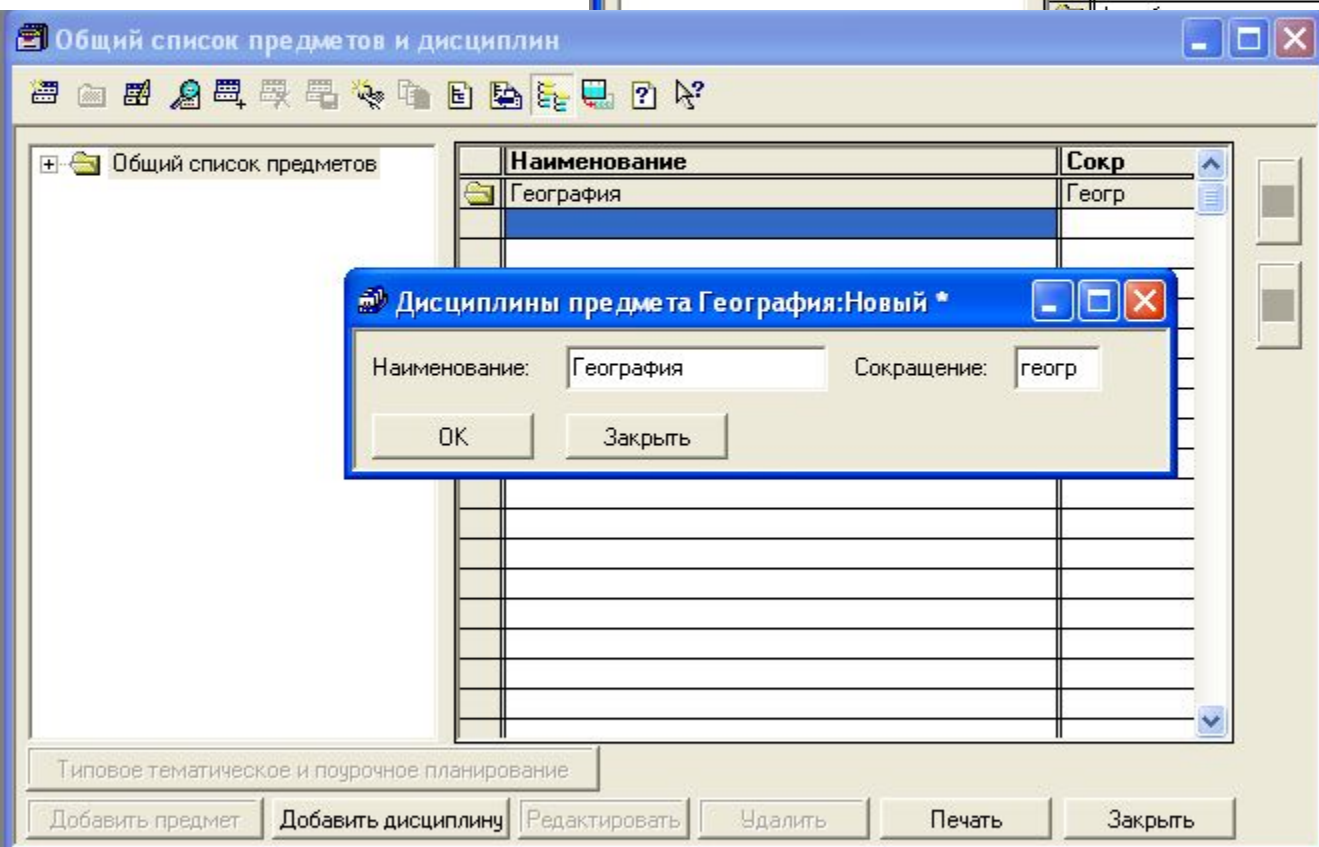 Общий список предметов и дисциплин
Общий список предметов
Наименование Сокр
География Геогр
Дисциплины предмета География:Новый *
Наименование: География Сокращение: геогр
OK Закрыть
Типовое тематическое и поурочное планирование
Добавить предмет Добавить дисциплину Редактировать Удалить Печать Закрыть